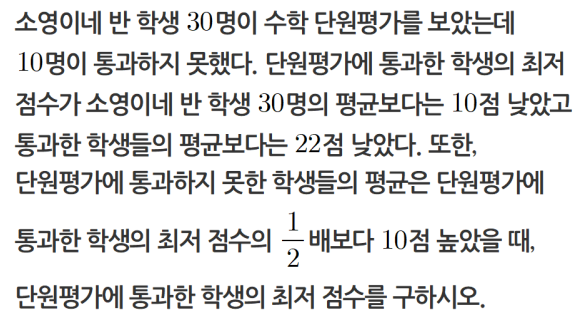 소영이네 반 학생 30명이 수학 단원평가를 보았는데
10명이 통과하지 못했다. 단원평가에 통과한 학생의 최저
점수가 소영이네 반 학생 30명의 평균보다는 10점 낮았고
통과한 학생들의 평균보다는 22점 낮았다. 또한,
단원평가에 통과하지 못한 학생들의 평균은 단원평가에
통과한 학생의 최저 점수의 1/2배보다 10점 높았을 때,
단원평가에 통과한 학생의 최저 점수를 구하시오.